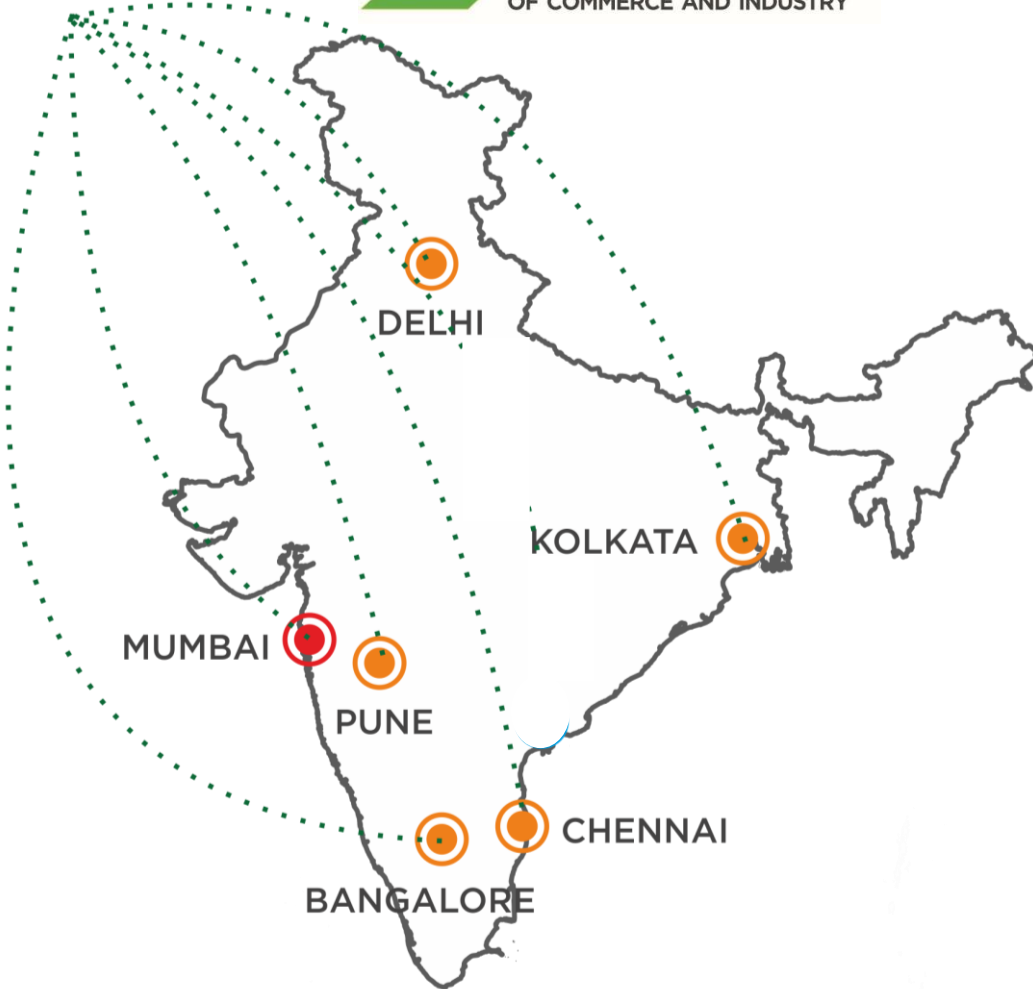 OF COMMERCE AND INDUSTRY
DELHI
KOLKATA
MUMBAI
PUNE
CHENNAI
BANGALORE